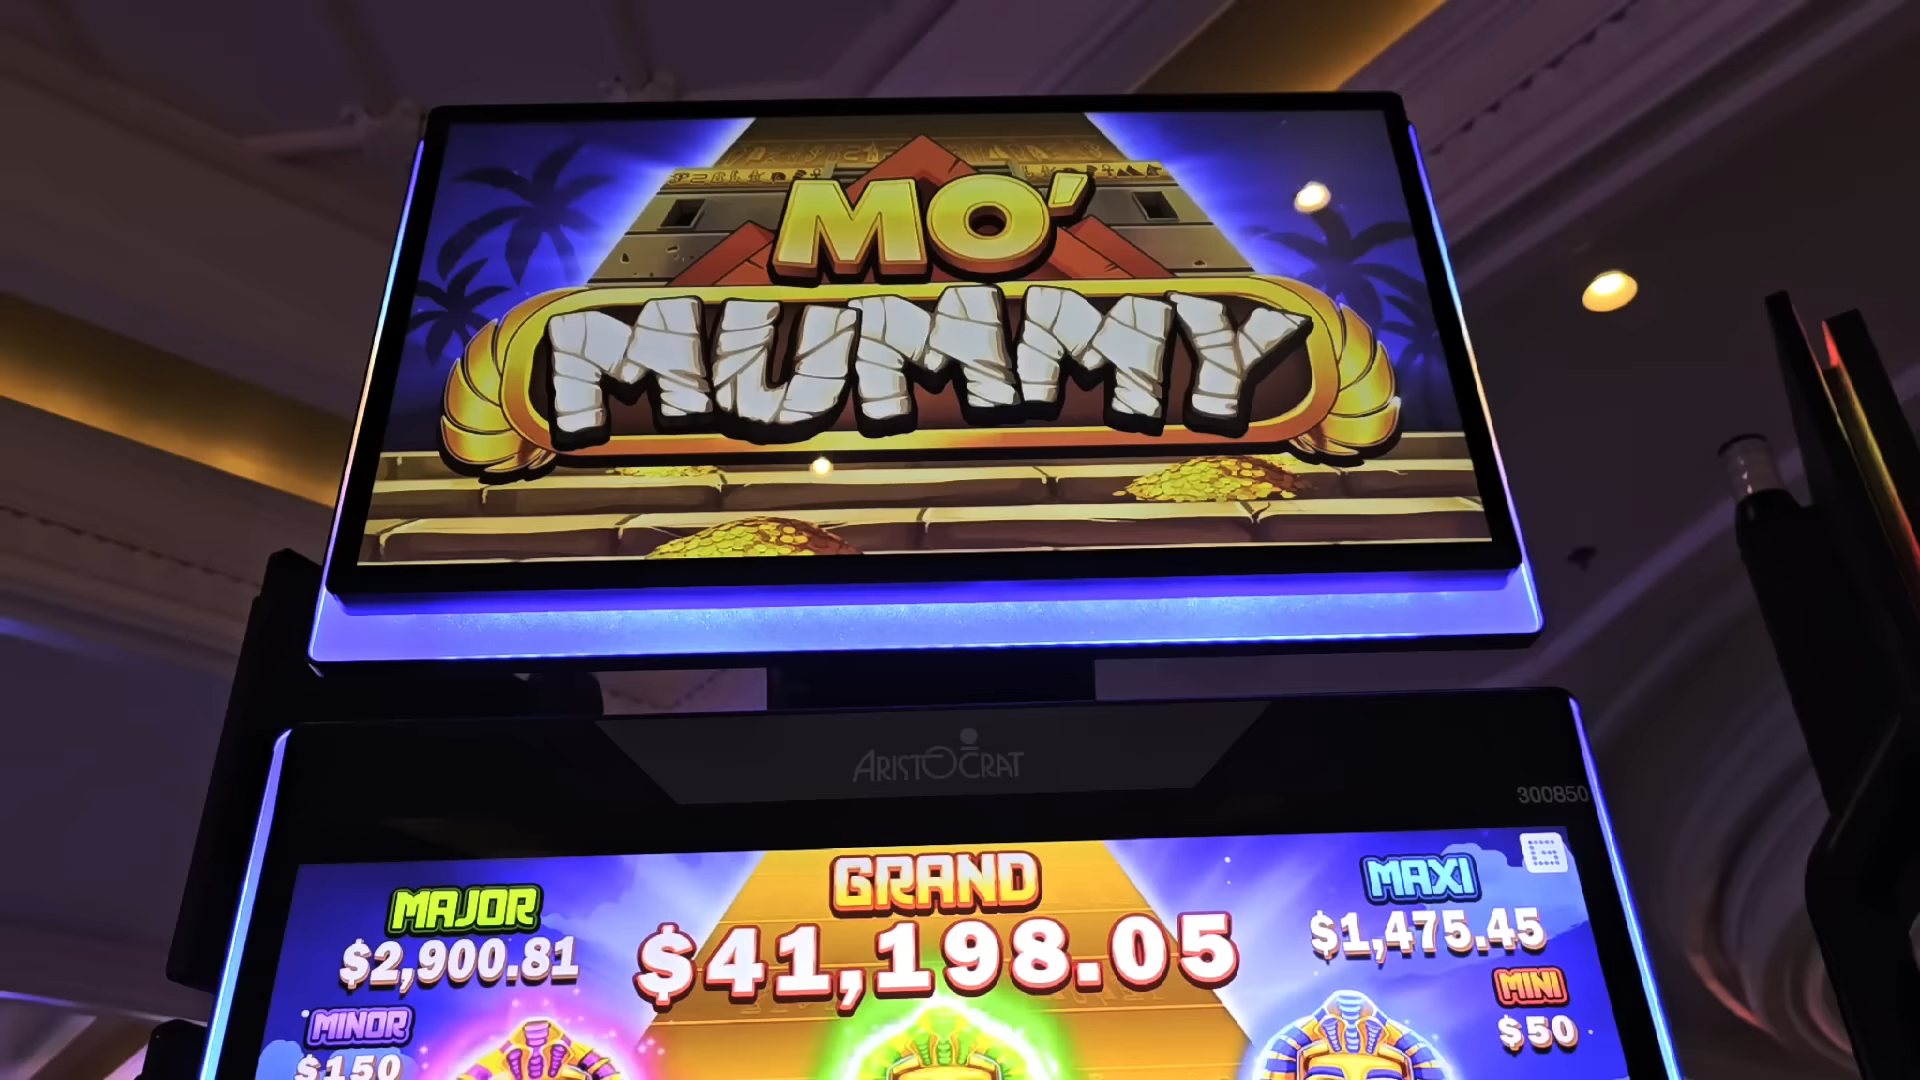 MO'
MUMMY
ARISTOCRAT
300850
GRAND
$41,198.05
MAJOR
$2,900.81
MAXI
$1,475.45
MINOR
$150
MINI
$50